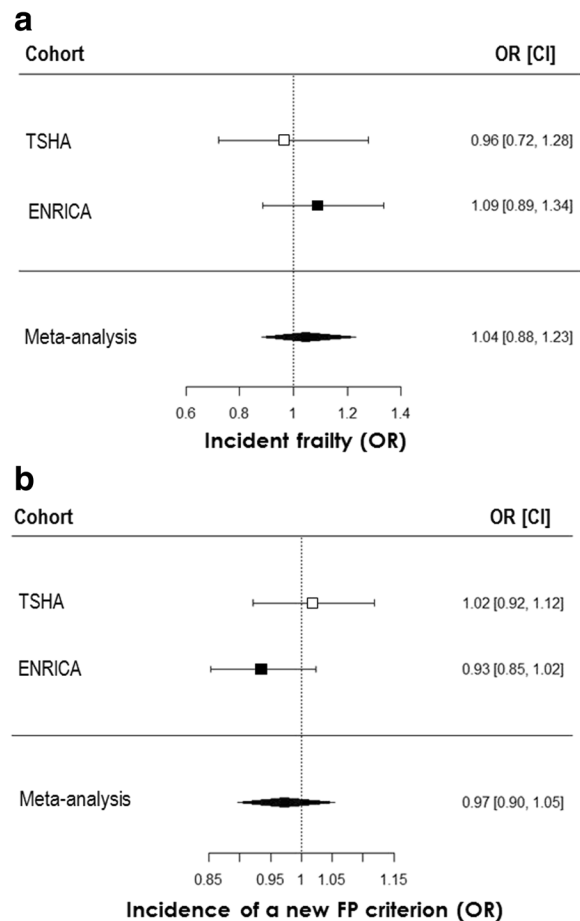 a
Cohort OR [CI]
TSHA 0.96 [0.72, 1.28]
ENRICA 1.09 [0.89, 1.34]
Meta-analysis 1.04 [0.88, 1.23]
0.6 0.8 1 1.2 1.4
Incident frailty (OR)
b
Cohort OR [CI]
TSHA 1.02 [0.92, 1.12]
ENRICA 0.93 [0.85, 1.02]
Meta-analysis 0.97 [0.90, 1.05]
0.85 0.95 1 1.05 1.15
Incidence of a new FP criterion (OR)